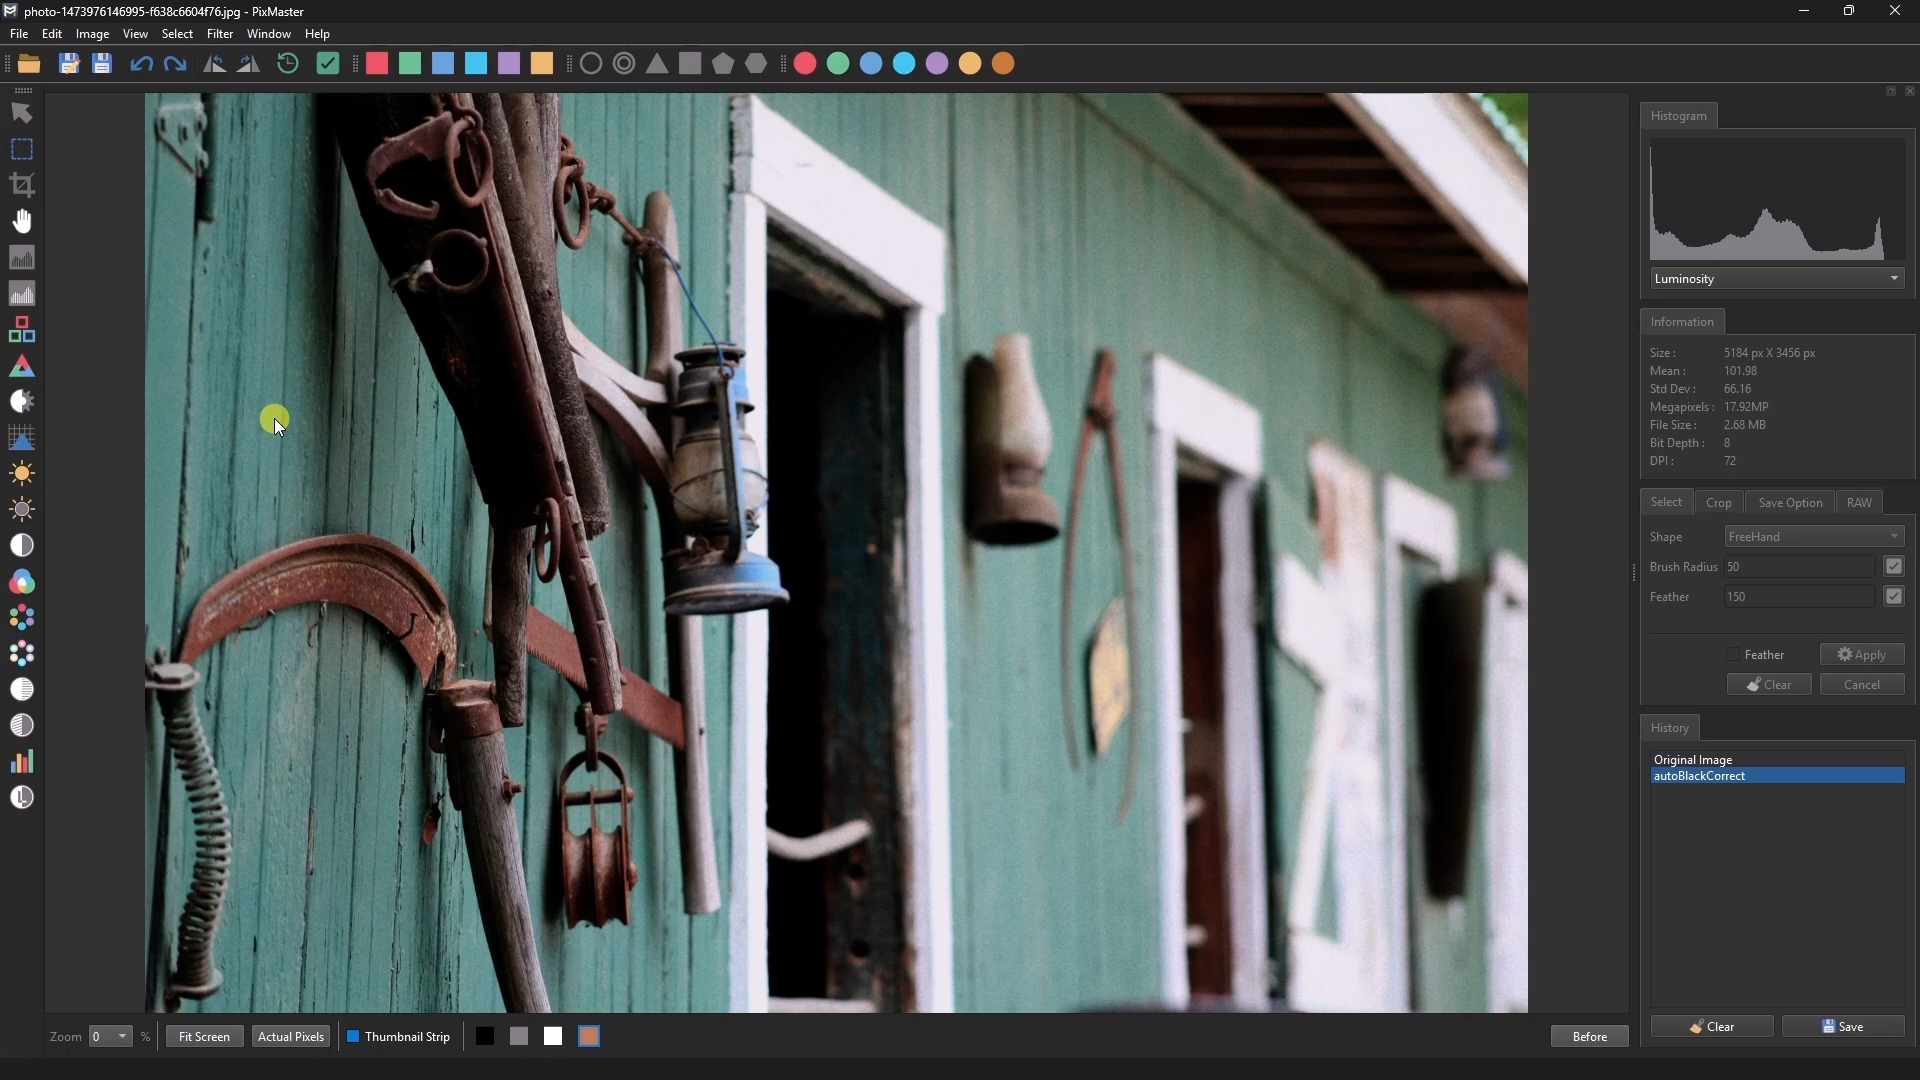 photo-1473976146995-f638c6604f76.jpg - PixMaster
File Edit Image View Select Filter Window Help
Histogram
Luminosity
Information
Size : 5184 px X 3456 px
Mean : 101.98
Std Dev : 66.16
Megapixels : 17.92MP
File Size : 2.68 MB
Bit Depth : 8
DPI : 72
Select Crop Save Option RAW
Shape FreeHand
Brush Radius 50
Feather 150
Feather Apply
Clear Cancel
History
Original Image
autoBlackCorrect
Clear Save
Zoom 0 % Fit Screen Actual Pixels Thumbnail Strip Before